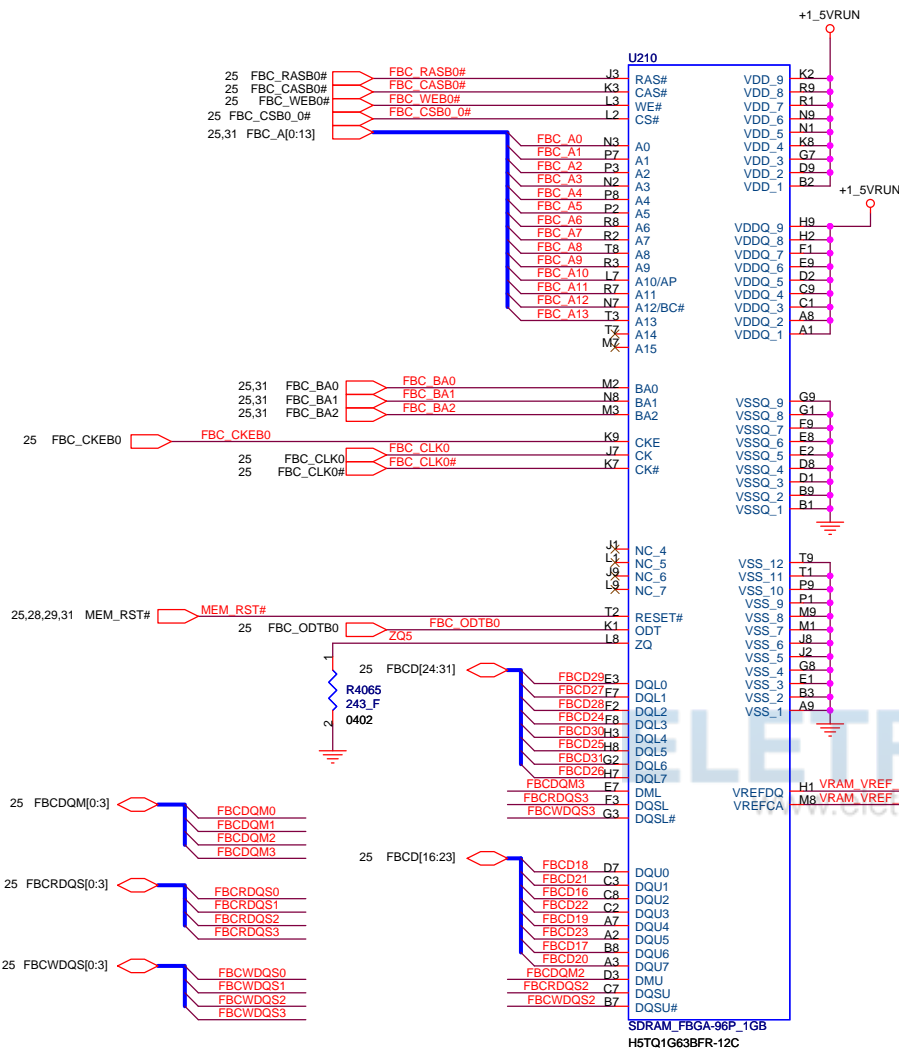 +1_5VRUN
U210
25 FBC_RASB0# FBC_RASB0# J3 RAS# VDD_9 K2
25 FBC_CASB0# FBC_CASB0# K3 CAS# VDD_8 R9
25 FBC_WEB0# FBC_WEB0# L3 WE# VDD_7 R1
25 FBC_CSB0_0# FBC_CSB0_0# L2 CS# VDD_6 N9
25,31 FBC_A[0:13] VDD_5 N1
FBC_A0 N3 A0 VDD_4 K8
FBC_A1 P7 A1 VDD_3 G7
FBC_A2 P3 A2 VDD_2 D9
FBC_A3 N2 A3 VDD_1 B2
+1_5VRUN
FBC_A4 P8 A4
FBC_A5 P2 A5
FBC_A6 R8 A6 VDDQ_9 H9
FBC_A7 R2 A7 VDDQ_8 H2
FBC_A8 T8 A8 VDDQ_7 F1
FBC_A9 R3 A9 VDDQ_6 E9
FBC_A10 L7 A10/AP VDDQ_5 D2
FBC_A11 R7 A11 VDDQ_4 C9
FBC_A12 N7 A12/BC# VDDQ_3 C1
FBC_A13 T3 A13 VDDQ_2 A8
T7 A14 VDDQ_1 A1
M7 A15
25,31 FBC_BA0 FBC_BA0 M2 BA0
25,31 FBC_BA1 FBC_BA1 N8 BA1 VSSQ_9 G9
25,31 FBC_BA2 FBC_BA2 M3 BA2 VSSQ_8 G1
VSSQ_7 F9
25 FBC_CKEB0 FBC_CKEB0 K9 CKE VSSQ_6 E8
25 FBC_CLK0 FBC_CLK0 J7 CK VSSQ_5 E2
25 FBC_CLK0# FBC_CLK0# K7 CK# VSSQ_4 D8
VSSQ_3 D1
VSSQ_2 B9
VSSQ_1 B1
J1 NC_4
L1 NC_5 VSS_12 T9
J9 NC_6 VSS_11 T1
L9 NC_7 VSS_10 P9
VSS_9 P1
25,28,29,31 MEM_RST# MEM_RST# T2 RESET# VSS_8 M9
25 FBC_ODTB0 FBC_ODTB0 K1 ODT VSS_7 M1
ZQ5 L8 ZQ VSS_6 J8
VSS_5 J2
1 R4065 243_F 0402 2
25 FBCD[24:31] VSS_4 G8
FBCD29 E3 DQL0 VSS_3 E1
FBCD27 F7 DQL1 VSS_2 B3
FBCD28 F2 DQL2 VSS_1 A9
FBCD24 F8 DQL3
FBCD30 H3 DQL4
FBCD25 H8 DQL5
FBCD31 G2 DQL6
FBCD26 H7 DQL7
FBCDQM3 E7 DML VREFDQ H1 VRAM_VREF
FBCRDQS3 F3 DQSL VREFCA M8 VRAM_VREF
FBCWDQS3 G3 DQSL#
25 FBCDQM[0:3]
FBCDQM0
FBCDQM1
FBCDQM2
FBCDQM3
25 FBCD[16:23]
FBCD18 D7 DQU0
FBCD21 C3 DQU1
FBCD16 C8 DQU2
FBCD22 C2 DQU3
FBCD19 A7 DQU4
FBCD23 A2 DQU5
FBCD17 B8 DQU6
FBCD20 A3 DQU7
FBCDQM2 D3 DMU
FBCRDQS2 C7 DQSU
FBCWDQS2 B7 DQSU#
25 FBCRDQS[0:3]
FBCRDQS0
FBCRDQS1
FBCRDQS2
FBCRDQS3
25 FBCWDQS[0:3]
FBCWDQS0
FBCWDQS1
FBCWDQS2
FBCWDQS3
SDRAM_FBGA-96P_1GB
H5TQ1G63BFR-12C